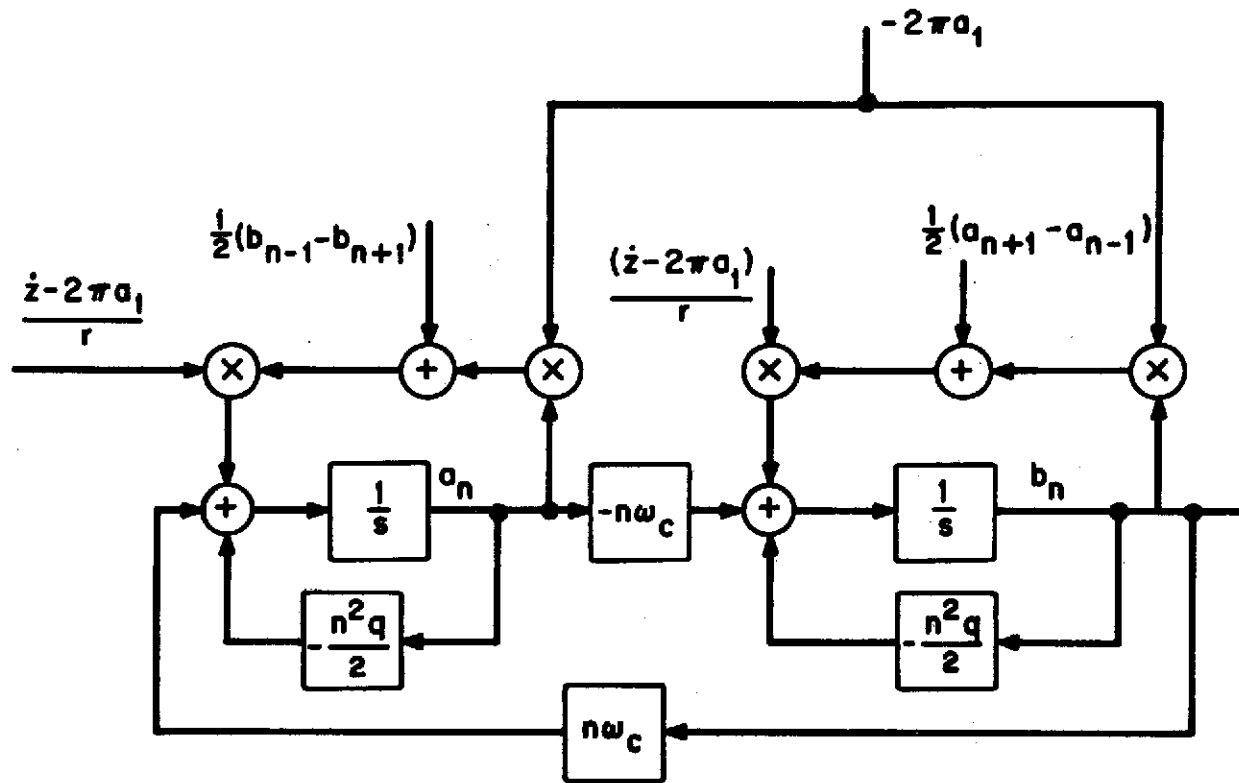 -2πa₁
½(b_{n-1}-b_{n+1})
½(a_{n+1}-a_{n-1})
(ż-2πa₁)/r
ż-2πa₁/r
×
+
×
×
+
×
+
1/s
a_n
-nω_c
+
1/s
b_n
-n²q/2
-n²q/2
nω_c